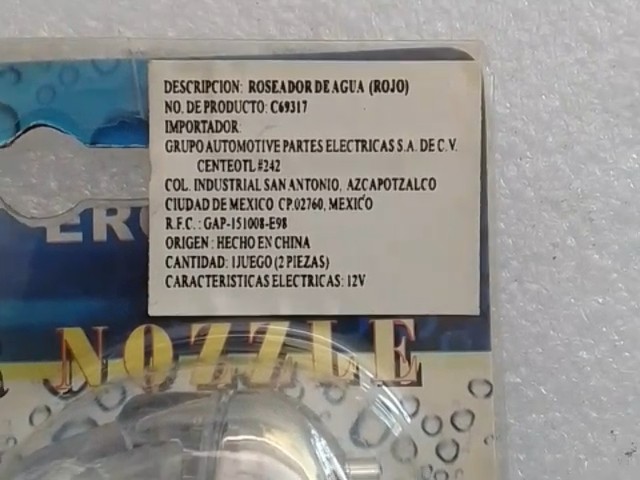 DESCRIPCION: ROSEADOR DE AGUA (ROJO)
NO. DE PRODUCTO: C69317
IMPORTADOR:
GRUPO AUTOMOTIVE PARTES ELECTRICAS S.A. DE C.V.
CENTEOTL #242
COL. INDUSTRIAL SAN ANTONIO, AZCAPOTZALCO
CIUDAD DE MEXICO CP.02760, MEXICO
R.F.C.: GAP-151008-E98
ORIGEN: HECHO EN CHINA
CANTIDAD: 1JUEGO (2 PIEZAS)
CARACTERISTICAS ELECTRICAS: 12V
NOZZLE